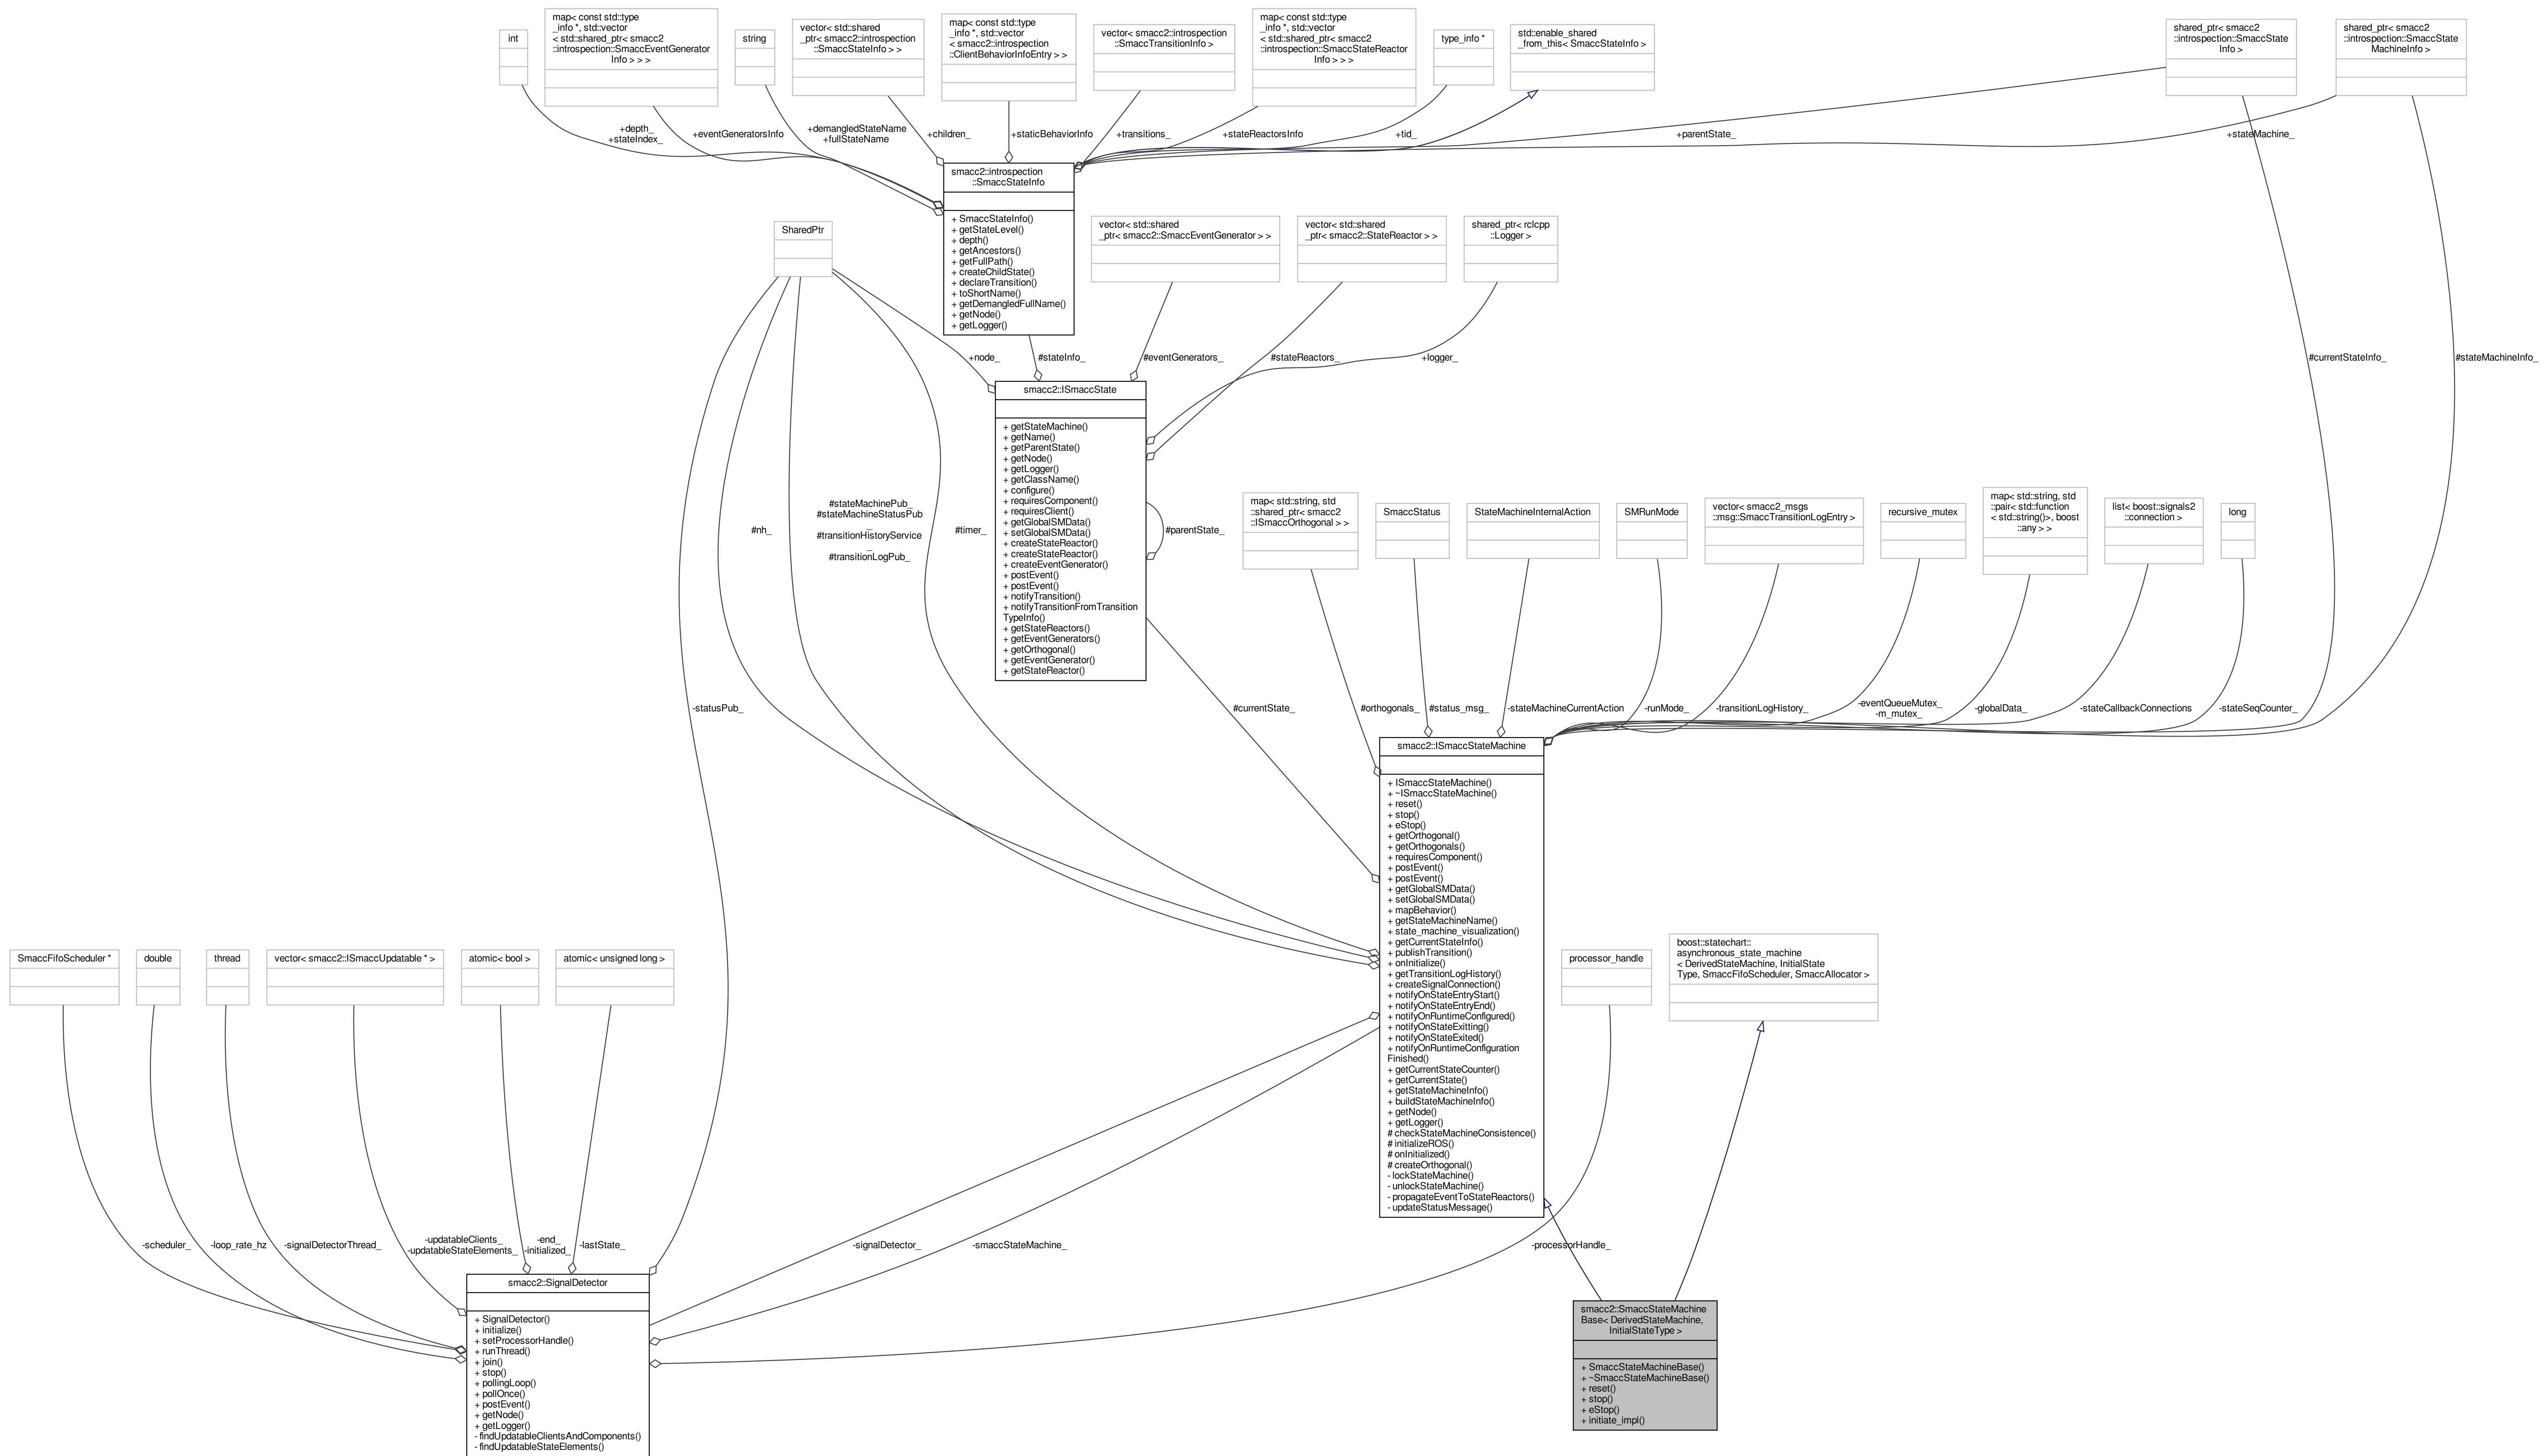 int
map< const std::type
_info *, std::vector
< std::shared_ptr< smacc2
::introspection::SmaccEventGenerator
Info > > >
string
vector< std::shared
_ptr< smacc2::introspection
::SmaccStateInfo > >
map< const std::type
_info *, std::vector
< smacc2::introspection
::ClientBehaviorInfoEntry > >
vector< smacc2::introspection
::SmaccTransitionInfo >
map< const std::type
_info *, std::vector
< std::shared_ptr< smacc2
::introspection::SmaccStateReactor
Info > > >
type_info *
std::enable_shared
_from_this< SmaccStateInfo >
shared_ptr< smacc2
::introspection::SmaccState
Info >
shared_ptr< smacc2
::introspection::SmaccState
MachineInfo >
+depth_
+stateIndex_
+eventGeneratorsInfo
+demangledStateName
+fullStateName
+children_
+staticBehaviorInfo
+transitions_
+stateReactorsInfo
+tid_
+parentState_
+stateMachine_
smacc2::introspection
::SmaccStateInfo
+ SmaccStateInfo()
+ getStateLevel()
+ depth()
+ getAncestors()
+ getFullPath()
+ createChildState()
+ declareTransition()
+ toShortName()
+ getDemangledFullName()
+ getNode()
+ getLogger()
SharedPtr
vector< std::shared
_ptr< smacc2::SmaccEventGenerator > >
vector< std::shared
_ptr< smacc2::StateReactor > >
shared_ptr< rclcpp
::Logger >
+node_
#stateInfo_
#eventGenerators_
#stateReactors_
+logger_
#currentStateInfo_
#stateMachineInfo_
smacc2::ISmaccState
+ getStateMachine()
+ getName()
+ getParentState()
+ getNode()
+ getLogger()
+ getClassName()
+ configure()
+ requiresComponent()
+ requiresClient()
+ getGlobalSMData()
+ setGlobalSMData()
+ createStateReactor()
+ createStateReactor()
+ createEventGenerator()
+ postEvent()
+ postEvent()
+ notifyTransition()
+ notifyTransitionFromTransition
TypeInfo()
+ getStateReactors()
+ getEventGenerators()
+ getOrthogonal()
+ getEventGenerator()
+ getStateReactor()
#nh_
#stateMachinePub_
#stateMachineStatusPub
_
#transitionHistoryService
_
#transitionLogPub_
#timer_
#parentState_
map< std::string, std
::shared_ptr< smacc2
::ISmaccOrthogonal > >
SmaccStatus
StateMachineInternalAction
SMRunMode
vector< smacc2_msgs
::msg::SmaccTransitionLogEntry >
recursive_mutex
map< std::string, std
::pair< std::function
< std::string()>, boost
::any > >
list< boost::signals2
::connection >
long
-statusPub_
#currentState_
#orthogonals_
#status_msg_
-stateMachineCurrentAction
-runMode_
-transitionLogHistory_
-eventQueueMutex_
-m_mutex_
-globalData_
-stateCallbackConnections
-stateSeqCounter_
smacc2::ISmaccStateMachine
+ ISmaccStateMachine()
+ ~ISmaccStateMachine()
+ reset()
+ stop()
+ eStop()
+ getOrthogonal()
+ getOrthogonals()
+ requiresComponent()
+ postEvent()
+ postEvent()
+ getGlobalSMData()
+ setGlobalSMData()
+ mapBehavior()
+ getStateMachineName()
+ state_machine_visualization()
+ getCurrentStateInfo()
+ publishTransition()
+ onInitialize()
+ getTransitionLogHistory()
+ createSignalConnection()
+ notifyOnStateEntryStart()
+ notifyOnStateEntryEnd()
+ notifyOnRuntimeConfigured()
+ notifyOnStateExitting()
+ notifyOnStateExited()
+ notifyOnRuntimeConfiguration
Finished()
+ getCurrentStateCounter()
+ getCurrentState()
+ getStateMachineInfo()
+ buildStateMachineInfo()
+ getNode()
+ getLogger()
# checkStateMachineConsistence()
# initializeROS()
# onInitialized()
# createOrthogonal()
- lockStateMachine()
- unlockStateMachine()
- propagateEventToStateReactors()
- updateStatusMessage()
SmaccFifoScheduler *
double
thread
vector< smacc2::ISmaccUpdatable * >
atomic< bool >
atomic< unsigned long >
processor_handle
boost::statechart::
asynchronous_state_machine
< DerivedStateMachine, InitialState
Type, SmaccFifoScheduler, SmaccAllocator >
-scheduler_
-loop_rate_hz
-signalDetectorThread_
-updatableClients_
-updatableStateElements_
-end_
-initialized_
-lastState_
-signalDetector_
-smaccStateMachine_
-processorHandle_
smacc2::SignalDetector
+ SignalDetector()
+ initialize()
+ setProcessorHandle()
+ runThread()
+ join()
+ stop()
+ pollingLoop()
+ pollOnce()
+ postEvent()
+ getNode()
+ getLogger()
- findUpdatableClientsAndComponents()
- findUpdatableStateElements()
smacc2::SmaccStateMachine
Base< DerivedStateMachine,
InitialStateType >
+ SmaccStateMachineBase()
+ ~SmaccStateMachineBase()
+ reset()
+ stop()
+ eStop()
+ initiate_impl()